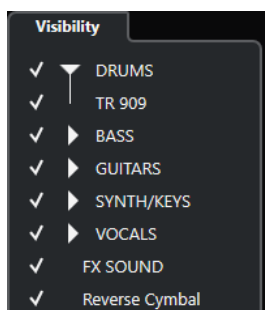 Visibility
DRUMS
TR 909
BASS
GUITARS
SYNTH/KEYS
VOCALS
FX SOUND
Reverse Cymbal